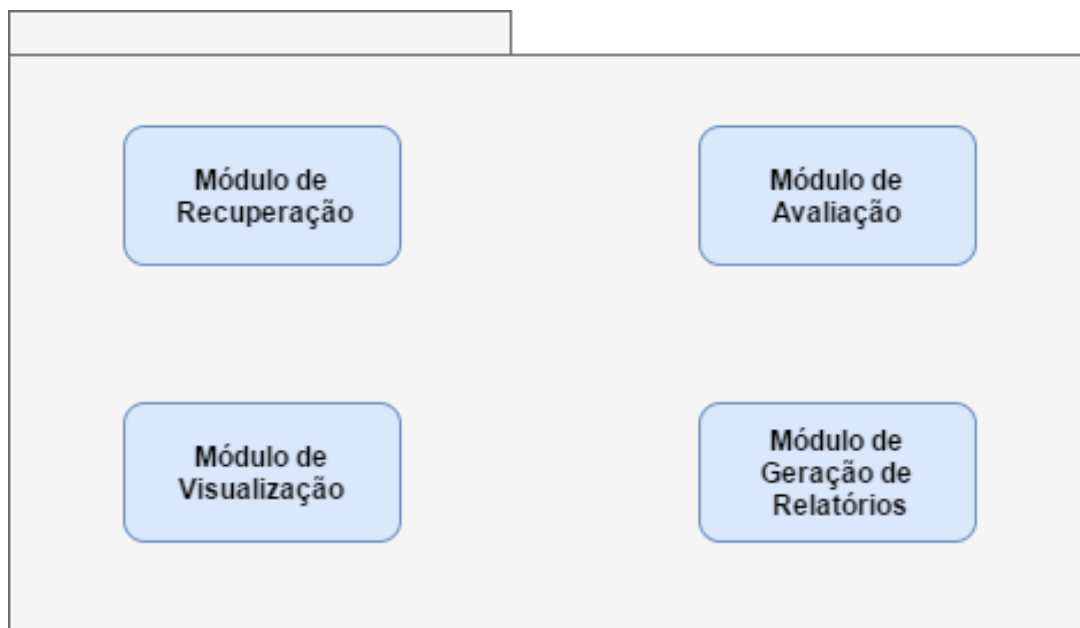 Módulo de
Recuperação
Módulo de
Avaliação
Módulo de
Visualização
Módulo de
Geração de
Relatórios